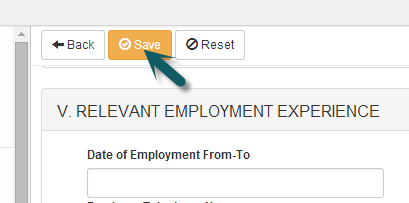 Back Save Reset
V. RELEVANT EMPLOYMENT EXPERIENCE
Date of Employment From-To